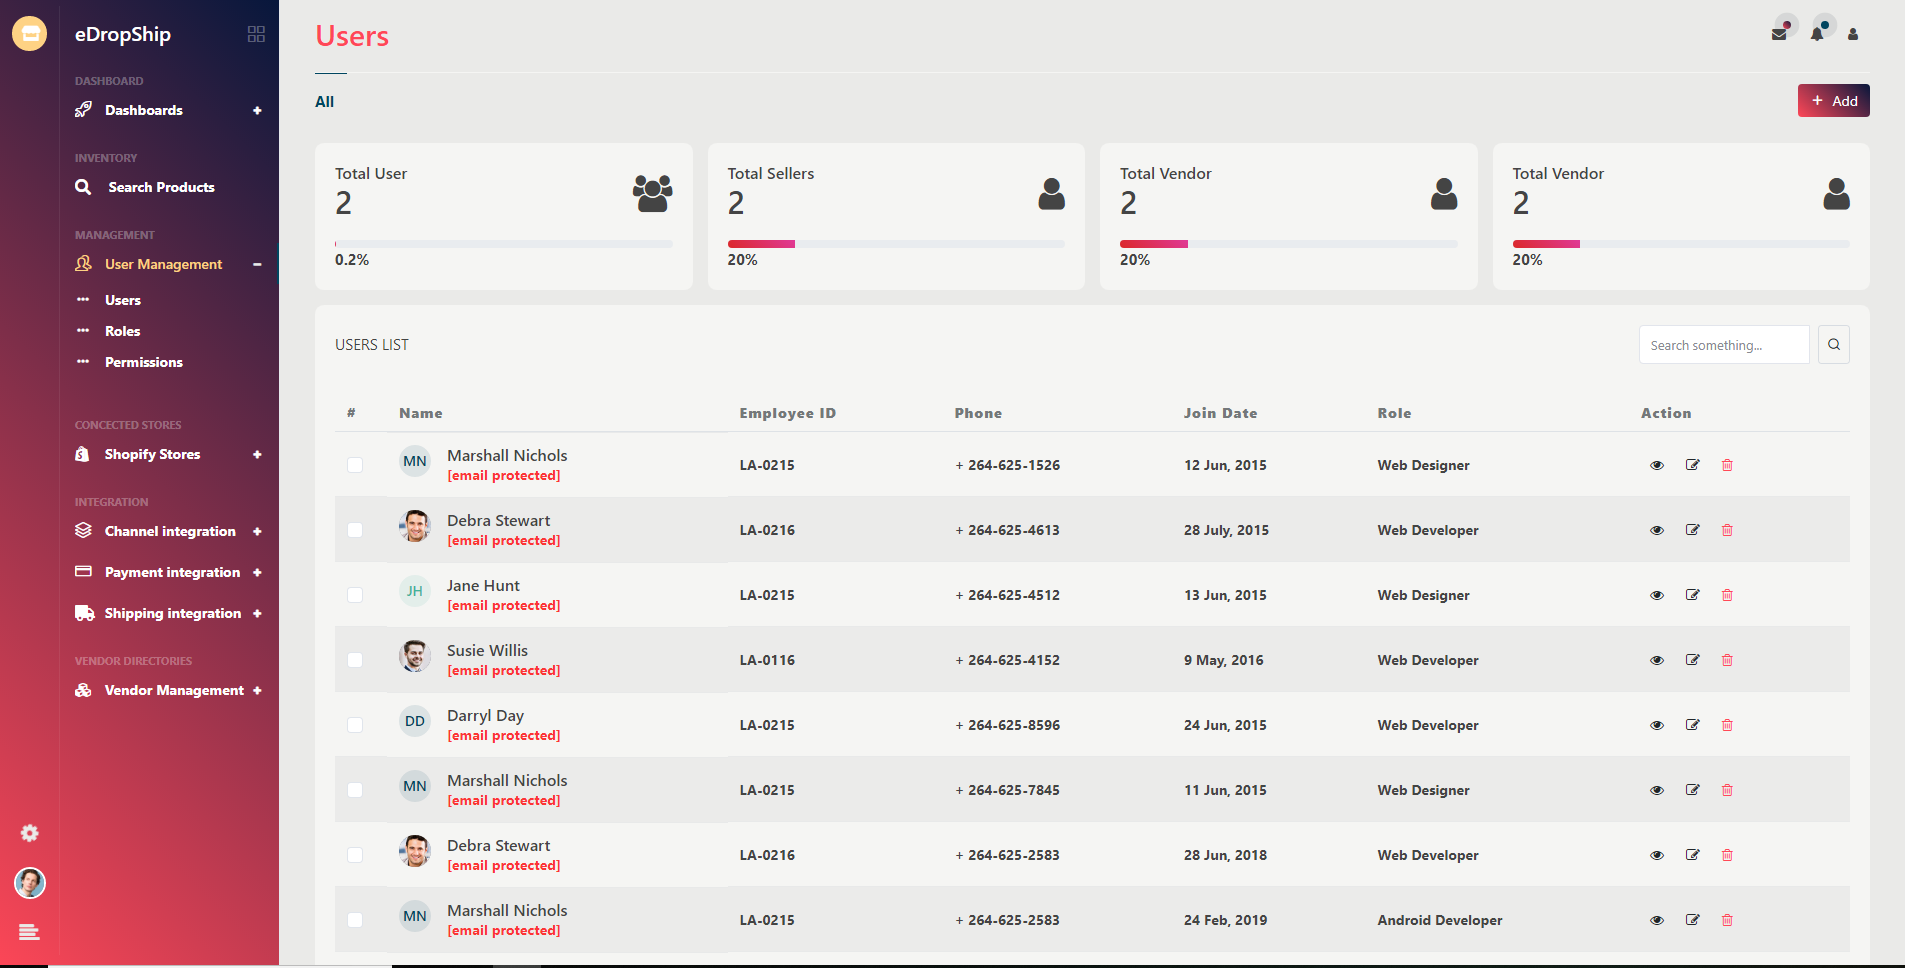 eDropShip
DASHBOARD
Dashboards
INVENTORY
Search Products
MANAGEMENT
User Management
Users
Roles
Permissions
CONCECTED STORES
Shopify Stores
INTEGRATION
Channel integration
Payment integration
Shipping integration
VENDOR DIRECTORIES
Vendor Management
Users
All
+ Add
Total User
2
0.2%
Total Sellers
2
20%
Total Vendor
2
20%
Total Vendor
2
20%
USERS LIST
Search something...
# Name Employee ID Phone Join Date Role Action
MN Marshall Nichols
[email protected]
LA-0215 + 264-625-1526 12 Jun, 2015 Web Designer
Debra Stewart
[email protected]
LA-0216 + 264-625-4613 28 July, 2015 Web Developer
JH Jane Hunt
[email protected]
LA-0215 + 264-625-4512 13 Jun, 2015 Web Designer
Susie Willis
[email protected]
LA-0116 + 264-625-4152 9 May, 2016 Web Developer
DD Darryl Day
[email protected]
LA-0215 + 264-625-8596 24 Jun, 2015 Web Developer
MN Marshall Nichols
[email protected]
LA-0215 + 264-625-7845 11 Jun, 2015 Web Designer
Debra Stewart
[email protected]
LA-0216 + 264-625-2583 28 Jun, 2018 Web Developer
MN Marshall Nichols
[email protected]
LA-0215 + 264-625-2583 24 Feb, 2019 Android Developer